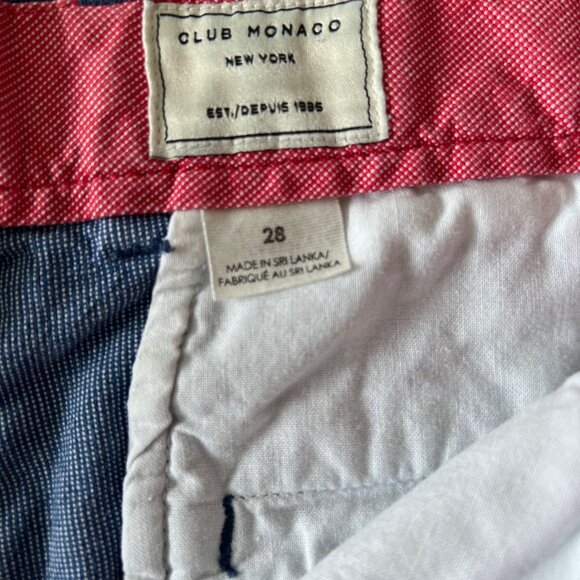 CLUB MONACO
NEW YORK
EST./DEPUIS 1985
28
MADE IN SRI LANKA/
FABRIQUÉ AU SRI LANKA